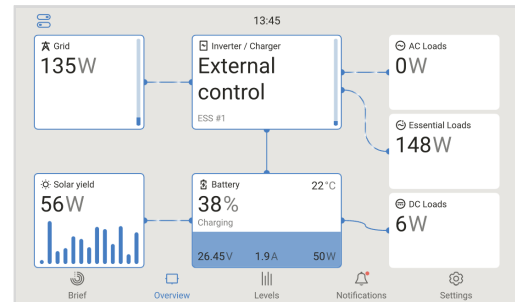 13:45
Grid
135W
Inverter / Charger
External
control
ESS #1
AC Loads
0W
Essential Loads
148W
Solar yield
56W
Battery 22°C
38%
Charging
26.45V 1.9A 50W
DC Loads
6W
Brief Overview Levels Notifications Settings